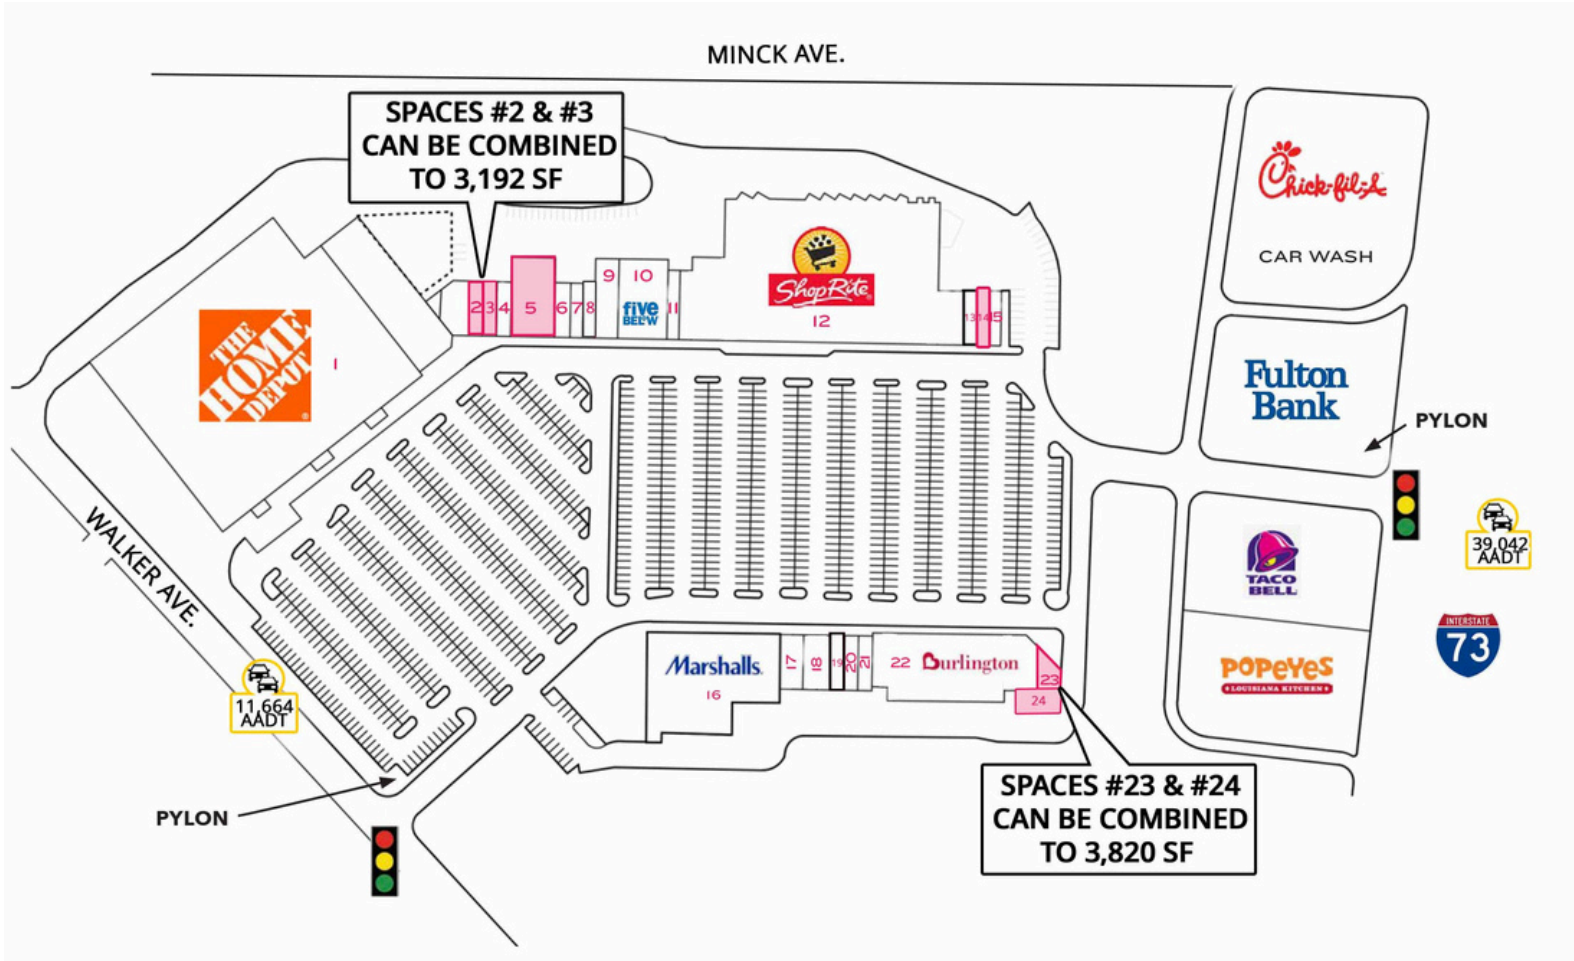 MINCK AVE.
SPACES #2 & #3
CAN BE COMBINED
TO 3,192 SF
Chick-fil-A
CAR WASH
THE
HOME
DEPOT
1
2
3
4
5
6
7
8
9
10
five
BELOW
11
ShopRite
12
13
14
15
Fulton
Bank
PYLON
39,042
AADT
INTERSTATE
73
TACO
BELL
POPEYES
LOUISIANA KITCHEN
WALKER AVE.
11,664
AADT
PYLON
Marshalls
16
17
18
19
20
21
22
Burlington
23
24
SPACES #23 & #24
CAN BE COMBINED
TO 3,820 SF